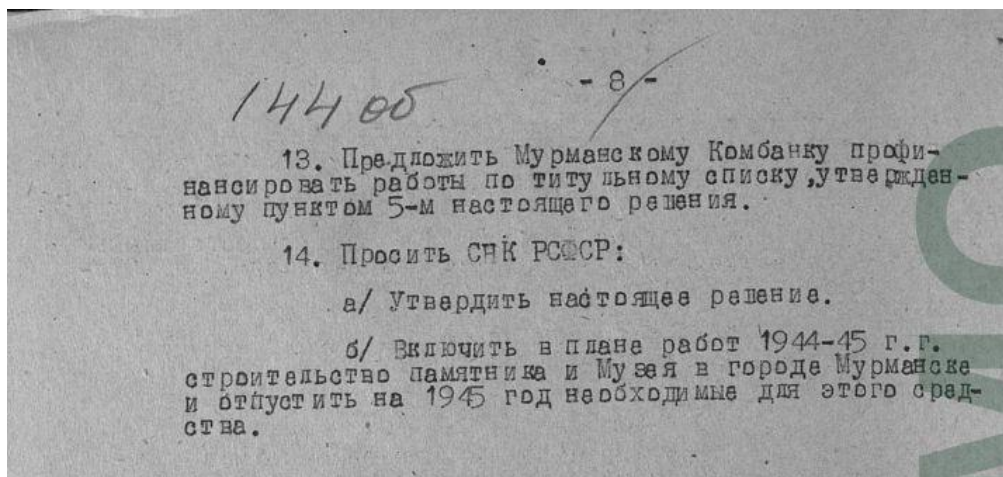 144 об
- 8 -
13. Предложить Мурманскому Комбанку профи-
нансировать работы по титульному списку,утвержден-
ному пунктом 5-м настоящего решения.
14. Просить СНК РСФСР:
а/ Утвердить настоящее решение.
б/ Включить в плане работ 1944-45 г.г.
строительство памятника и Музея в городе Мурманске
и отпустить на 1945 год необходимые для этого сред-
ства.